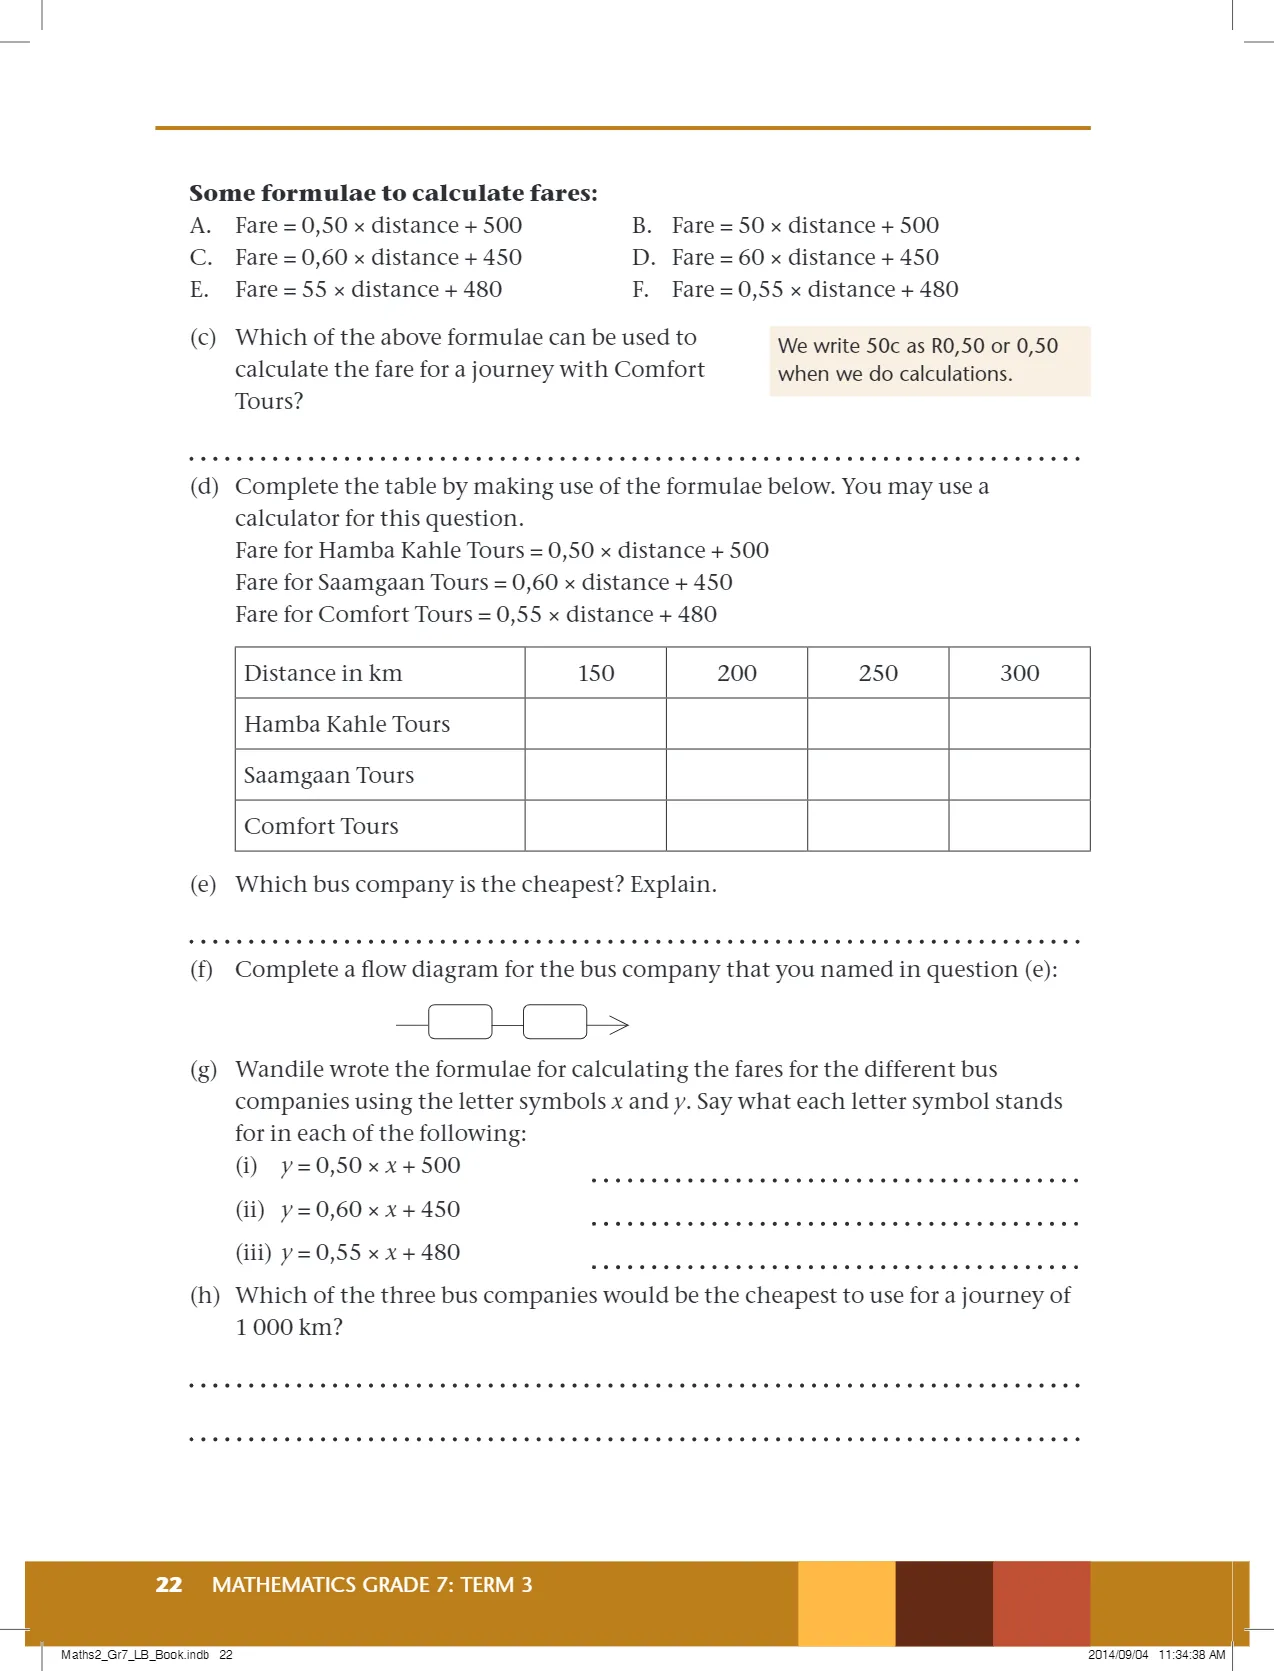 Some formulae to calculate fares:
A. Fare = 0,50 × distance + 500 B. Fare = 50 × distance + 500
C. Fare = 0,60 × distance + 450 D. Fare = 60 × distance + 450
E. Fare = 55 × distance + 480 F. Fare = 0,55 × distance + 480
(c) Which of the above formulae can be used to
calculate the fare for a journey with Comfort
Tours?
We write 50c as R0,50 or 0,50
when we do calculations.
(d) Complete the table by making use of the formulae below. You may use a
calculator for this question.
Fare for Hamba Kahle Tours = 0,50 × distance + 500
Fare for Saamgaan Tours = 0,60 × distance + 450
Fare for Comfort Tours = 0,55 × distance + 480
Distance in km 150 200 250 300
Hamba Kahle Tours
Saamgaan Tours
Comfort Tours
(e) Which bus company is the cheapest? Explain.
(f) Complete a flow diagram for the bus company that you named in question (e):
(g) Wandile wrote the formulae for calculating the fares for the different bus
companies using the letter symbols x and y. Say what each letter symbol stands
for in each of the following:
(i) y = 0,50 × x + 500
(ii) y = 0,60 × x + 450
(iii) y = 0,55 × x + 480
(h) Which of the three bus companies would be the cheapest to use for a journey of
1 000 km?
22 MATHEMATICS GRADE 7: TERM 3
Maths2_Gr7_LB_Book.indb 22 2014/09/04 11:34:38 AM